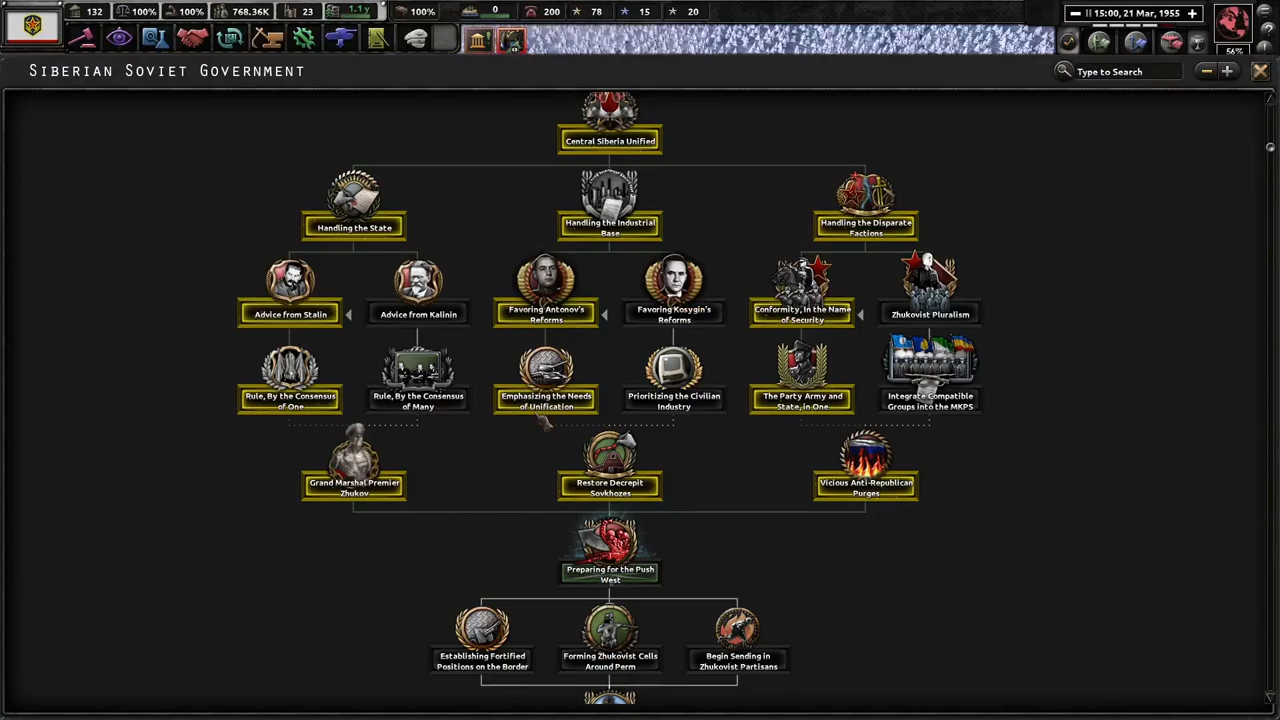 132 100% 100% 768.36K 23 1.1 y 100% 0 200 78 15 20 15:00, 21 Mar, 1955
56%
SIBERIAN SOVIET GOVERNMENT
Type to Search
Central Siberia Unified
Handling the State
Handling the Industrial
Base
Handling the Disparate
Factions
Advice from Stalin
Advice from Kalinin
Favoring Antonov's
Reforms
Favoring Kosygin's
Reforms
Conformity, In the Name
of Security
Zhukovist Pluralism
Rule, By the Consensus
of One
Rule, By the Consensus
of Many
Emphasizing the Needs
of Unification
Prioritizing the Civilian
Industry
The Party Army and
State, in One
Integrate Compatible
Groups into the MKPS
Grand Marshal Premier
Zhukov
Restore Decrepit
Sovkhozes
Vicious Anti-Republican
Purges
Preparing for the Push
West
Establishing Fortified
Positions on the Border
Forming Zhukovist Cells
Around Perm
Begin Sending in
Zhukovist Partisans